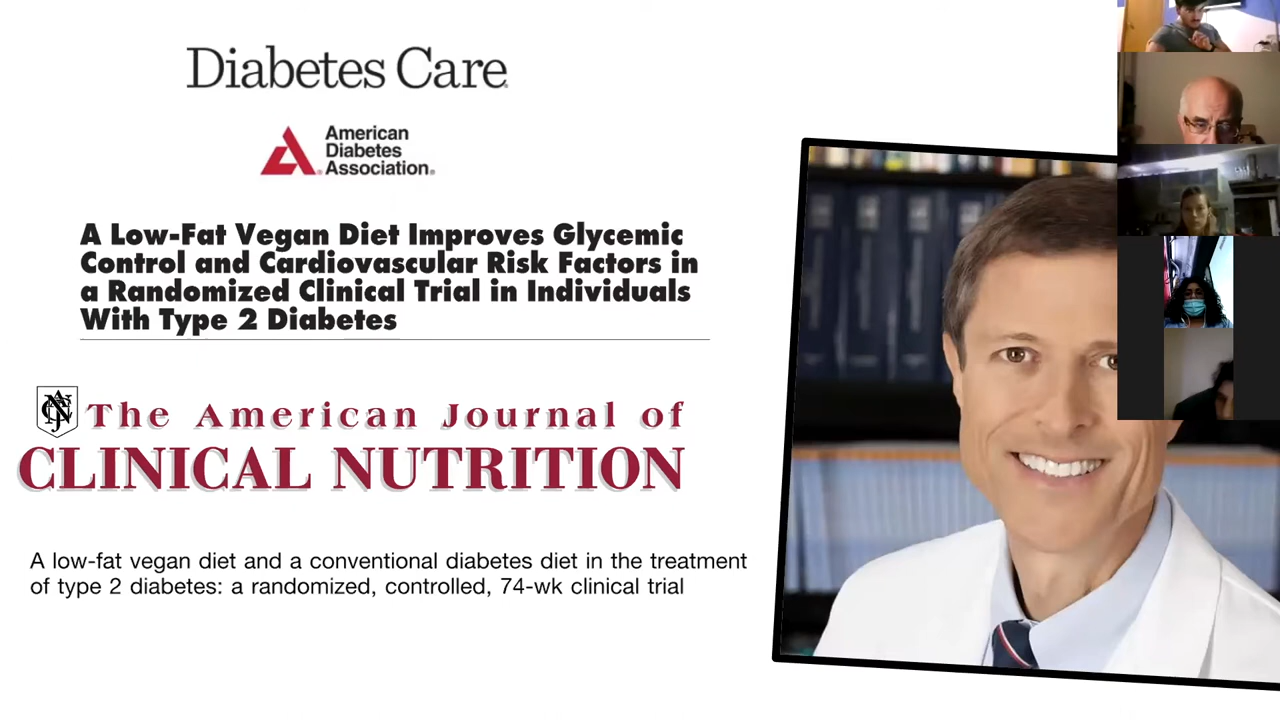 Diabetes Care
American
Diabetes
Association
A Low-Fat Vegan Diet Improves Glycemic
Control and Cardiovascular Risk Factors in
a Randomized Clinical Trial in Individuals
With Type 2 Diabetes
The American Journal of
CLINICAL NUTRITION
A low-fat vegan diet and a conventional diabetes diet in the treatment
of type 2 diabetes: a randomized, controlled, 74-wk clinical trial